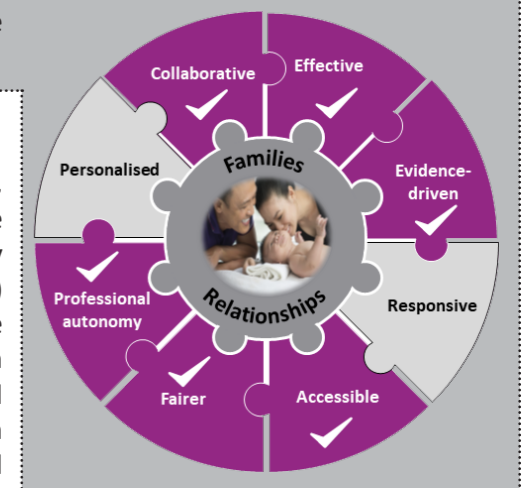 Collaborative
Effective
Personalised
Families
Evidence-
driven
Professional
autonomy
Relationships
Responsive
Fairer
Accessible